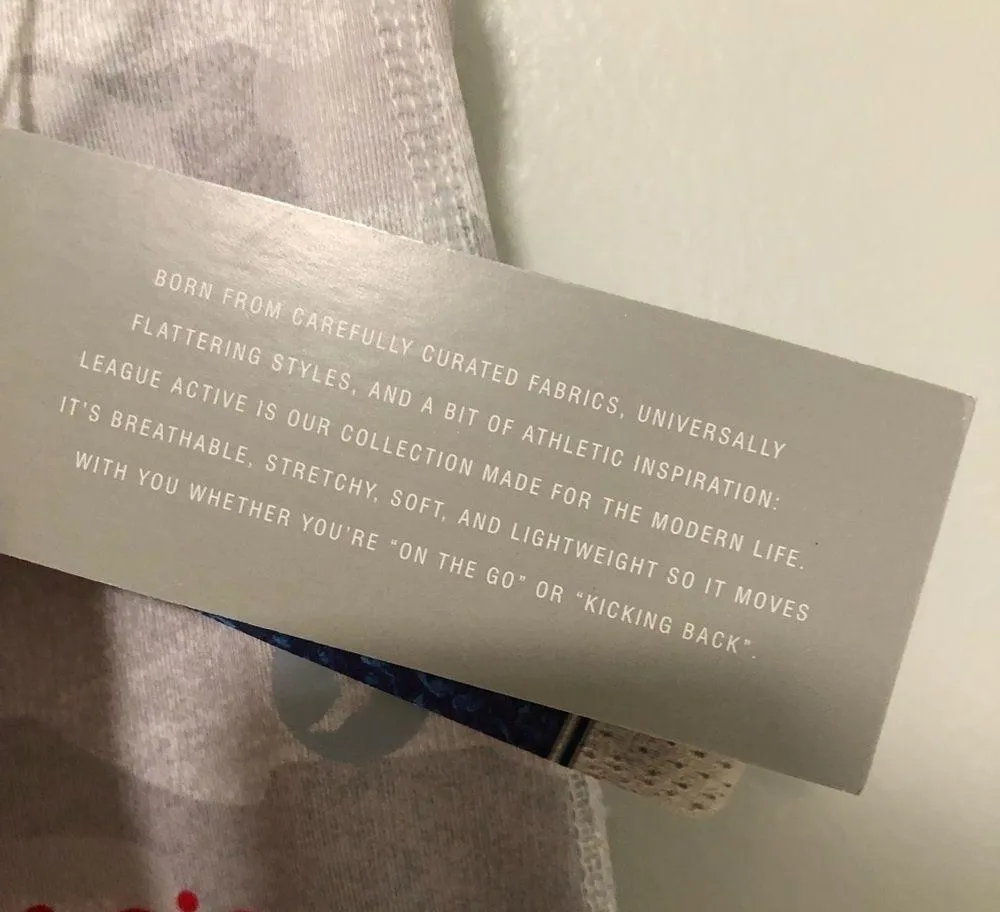 BORN FROM CAREFULLY CURATED FABRICS, UNIVERSALLY
FLATTERING STYLES, AND A BIT OF ATHLETIC INSPIRATION:
LEAGUE ACTIVE IS OUR COLLECTION MADE FOR THE MODERN LIFE.
IT'S BREATHABLE, STRETCHY, SOFT, AND LIGHTWEIGHT SO IT MOVES
WITH YOU WHETHER YOU'RE "ON THE GO" OR "KICKING BACK".